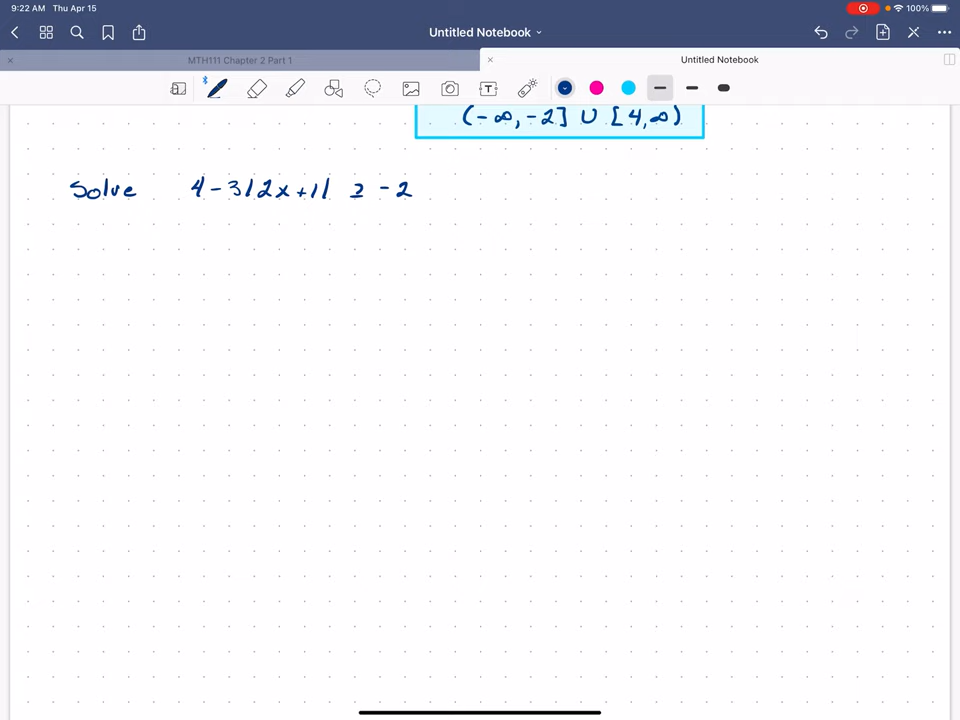 9:22 AM Thu Apr 15 100%
Untitled Notebook
MTH111 Chapter 2 Part 1 Untitled Notebook
T
(-∞, -2] ∪ [4, ∞)
Solve 4 - 3|2x+1| ≥ -2